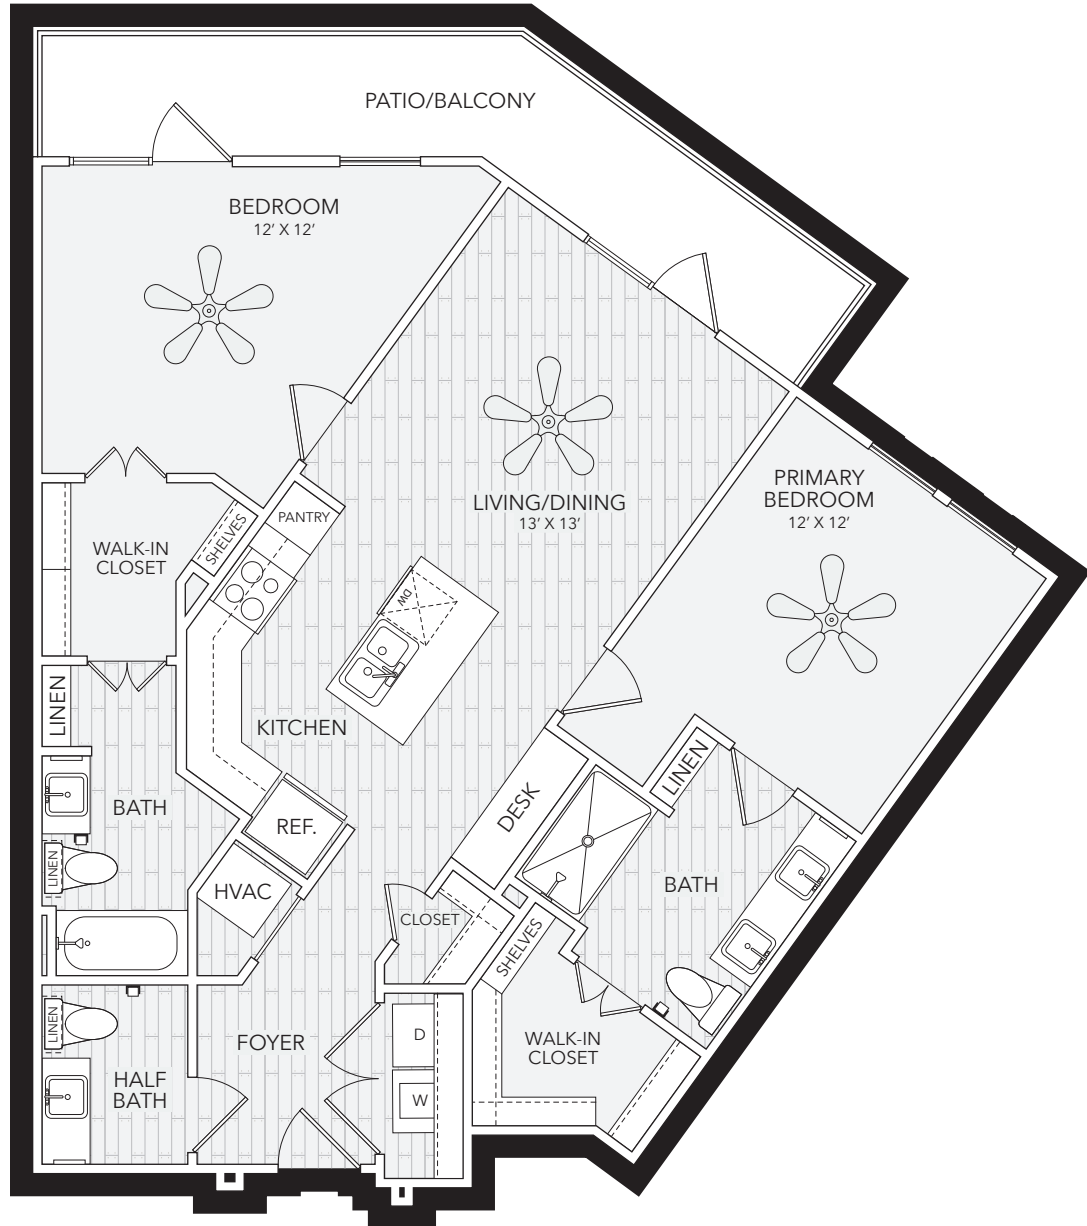 PATIO/BALCONY
BEDROOM
12' X 12'
LIVING/DINING
13' X 13'
PRIMARY
BEDROOM
12' X 12'
PANTRY
SHELVES
WALK-IN
CLOSET
DW
LINEN
KITCHEN
BATH
REF.
DESK
LINEN
LINEN
HVAC
BATH
CLOSET
SHELVES
LINEN
FOYER
D
WALK-IN
CLOSET
HALF
BATH
W